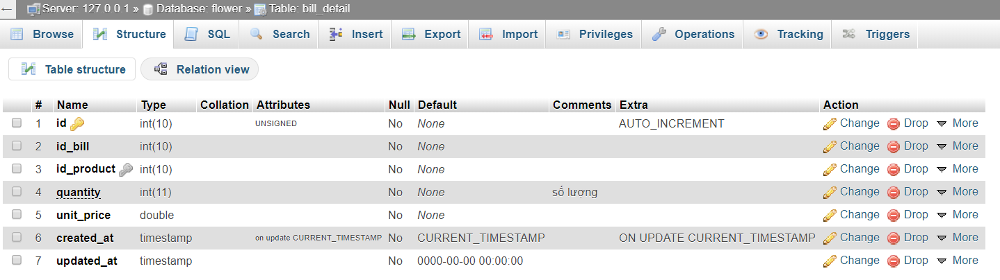 ← Server: 127.0.0.1 » Database: flower » Table: bill_detail
Browse Structure SQL Search Insert Export Import Privileges Operations Tracking Triggers
Table structure Relation view
# Name Type Collation Attributes Null Default Comments Extra Action
1 id int(10) UNSIGNED No None AUTO_INCREMENT Change Drop More
2 id_bill int(10) No None Change Drop More
3 id_product int(10) No None Change Drop More
4 quantity int(11) No None số lượng Change Drop More
5 unit_price double No None Change Drop More
6 created_at timestamp on update CURRENT_TIMESTAMP No CURRENT_TIMESTAMP ON UPDATE CURRENT_TIMESTAMP Change Drop More
7 updated_at timestamp No 0000-00-00 00:00:00 Change Drop More